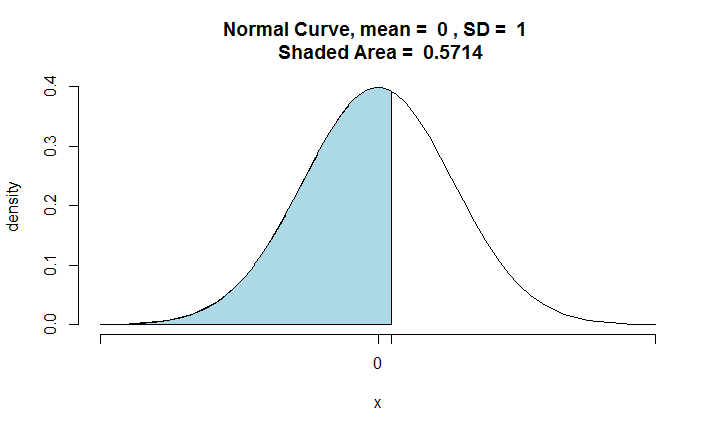 Normal Curve, mean =  0 , SD =  1
Shaded Area =  0.5714
density
0.4
0.3
0.2
0.1
0.0
0
x